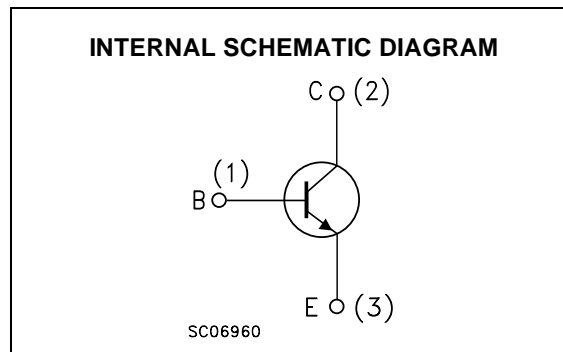 INTERNAL SCHEMATIC DIAGRAM
C (2)
(1)
B
E (3)
SC06960